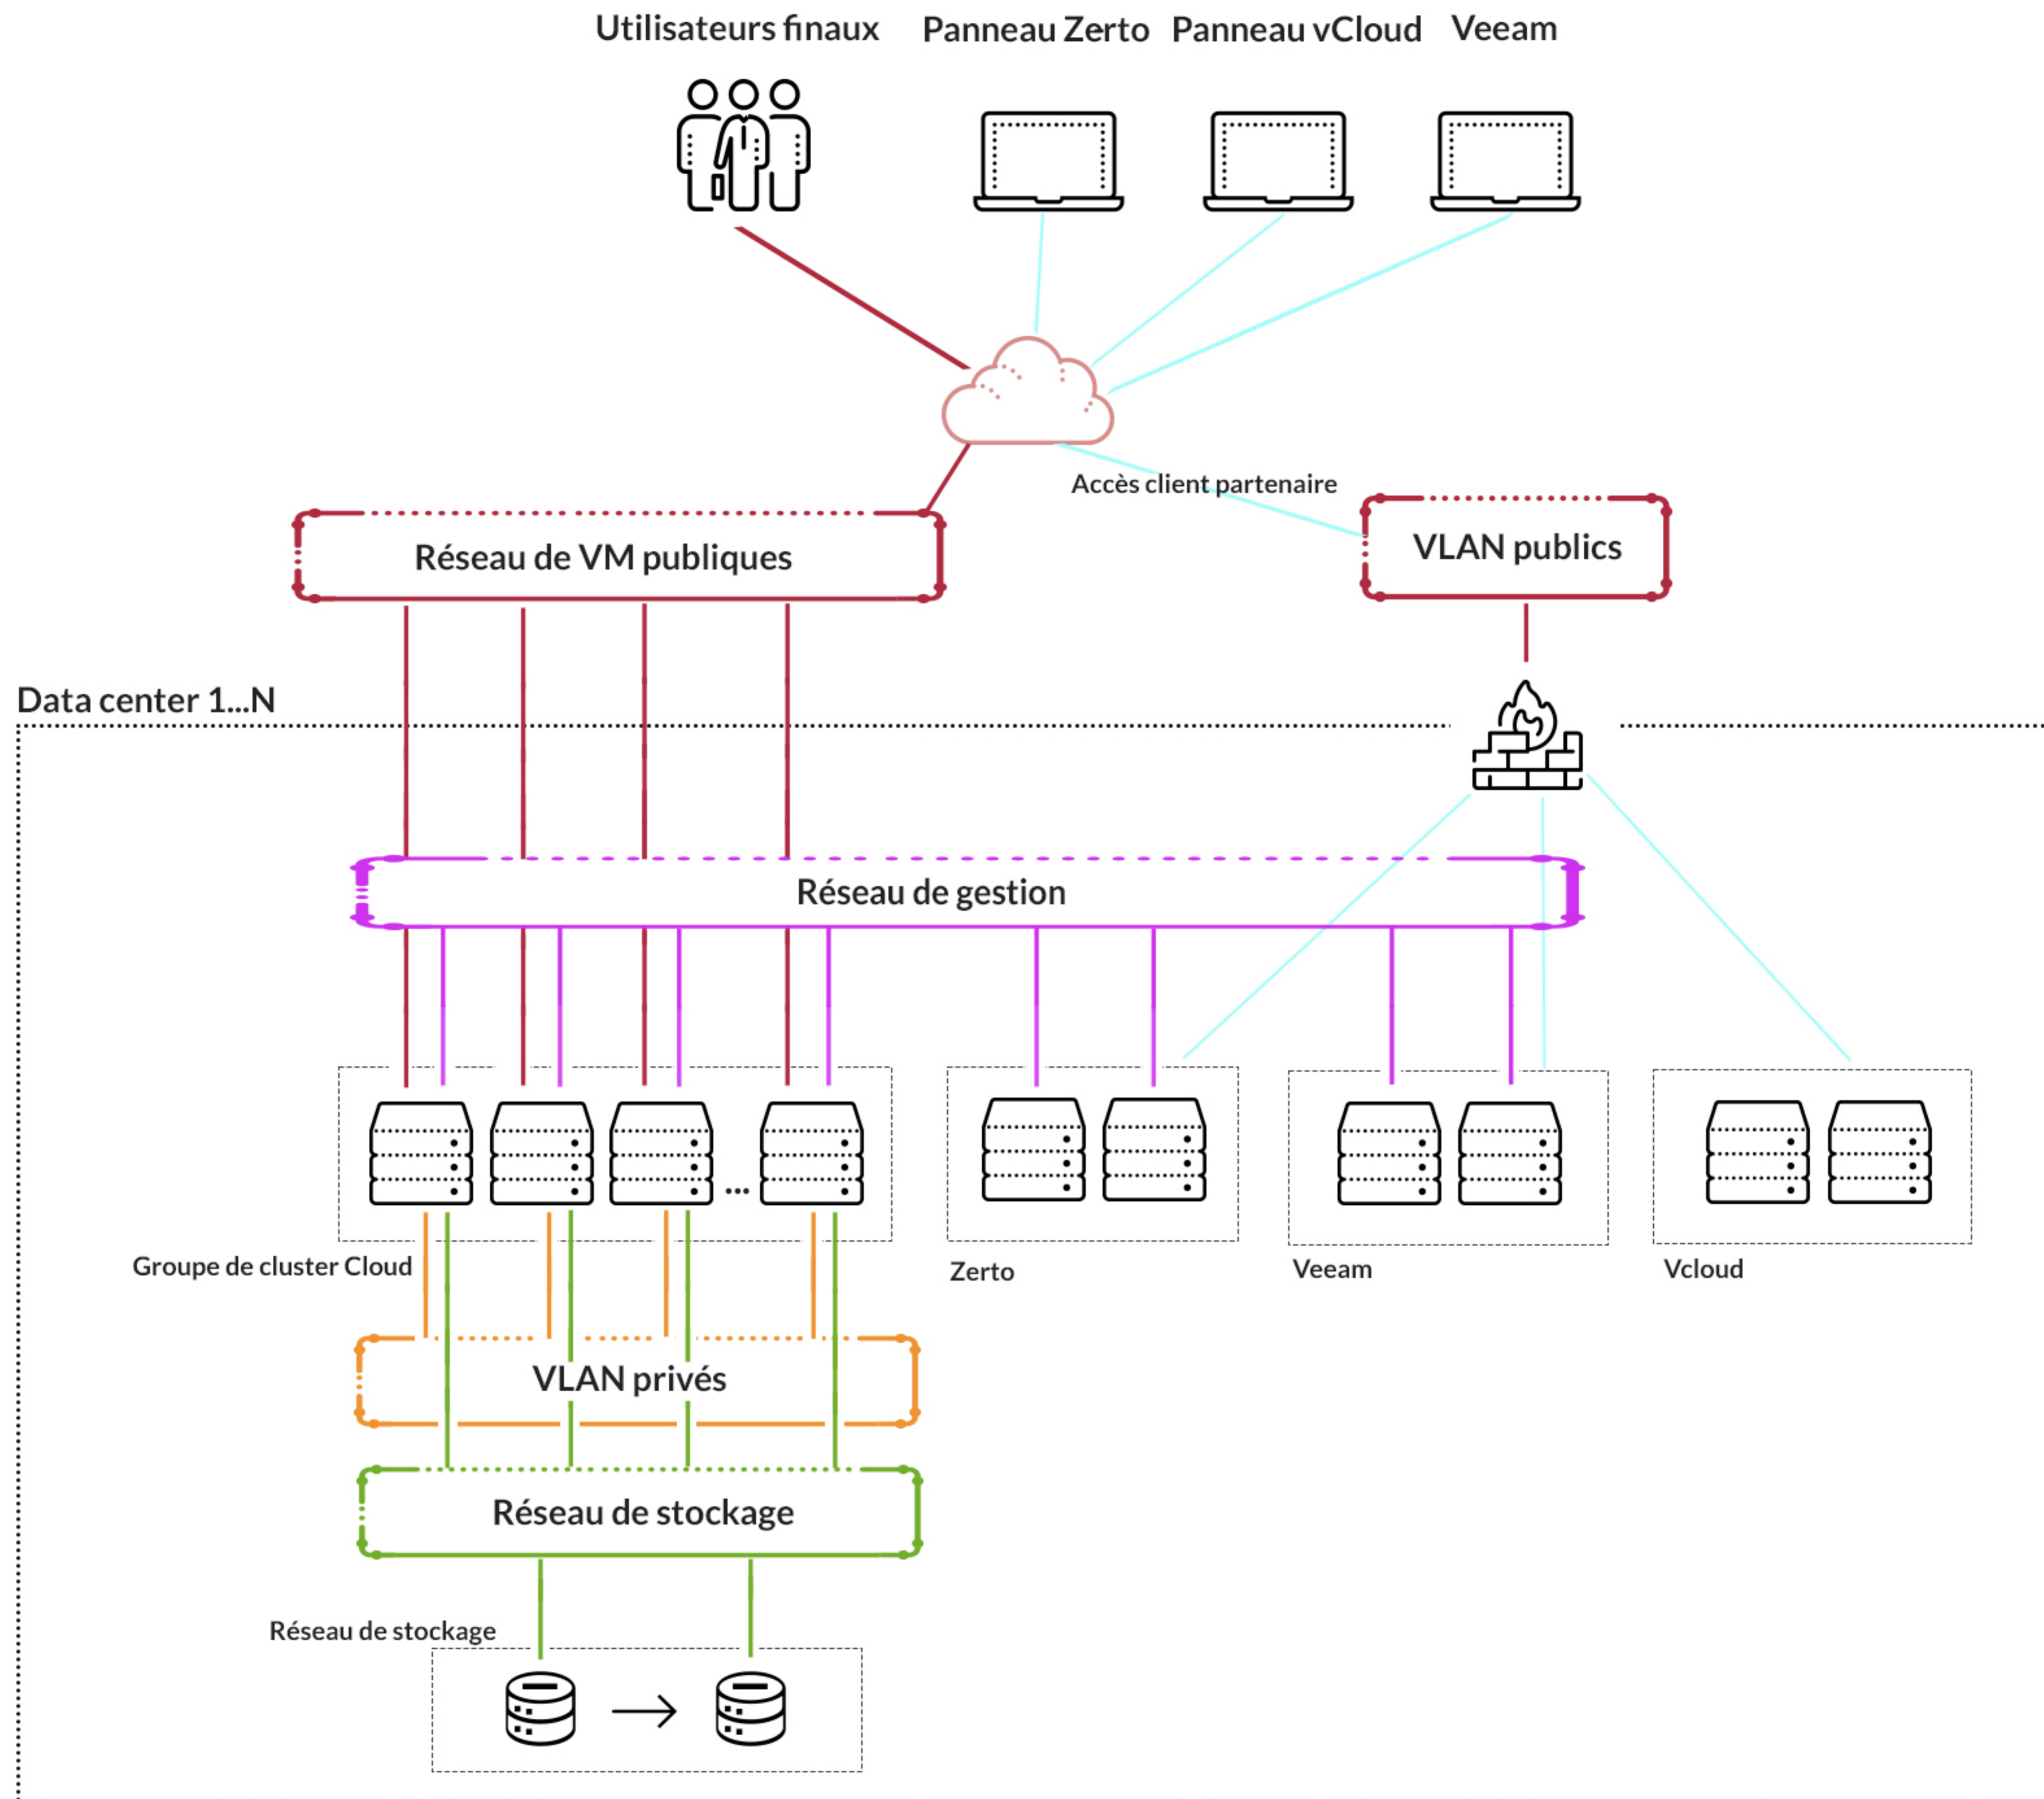 Utilisateurs finaux
Panneau Zerto
Panneau vCloud
Veeam
Accès client partenaire
Réseau de VM publiques
VLAN publics
Data center 1...N
Réseau de gestion
...
Groupe de cluster Cloud
Zerto
Veeam
Vcloud
VLAN privés
Réseau de stockage
Réseau de stockage